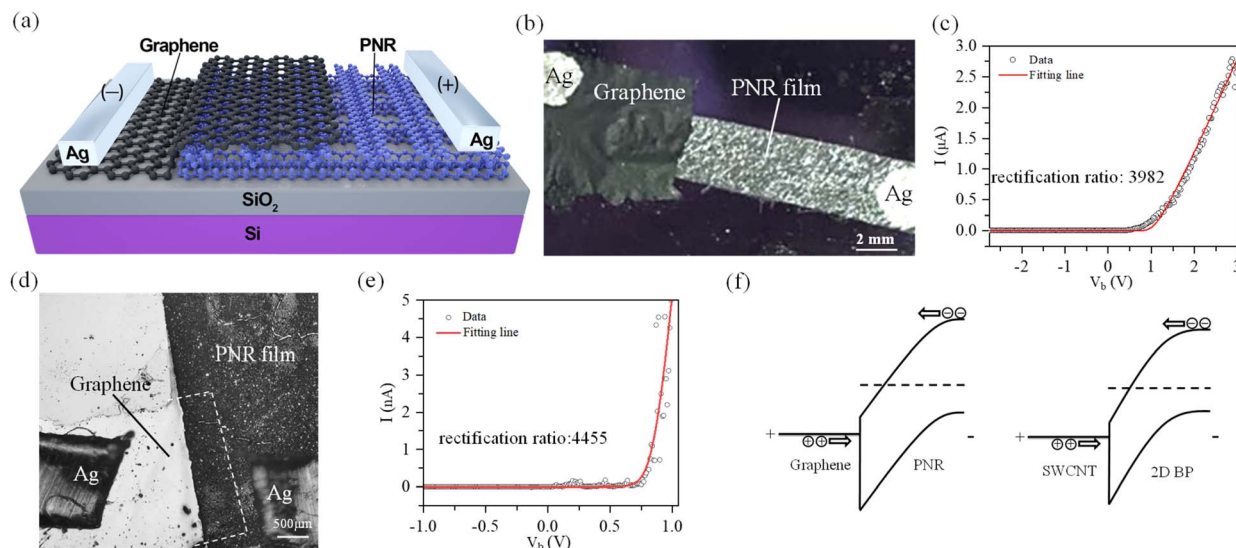 (a)
Graphene
PNR
(–)
(+)
Ag
Ag
SiO2
Si
(b)
Ag
Graphene
PNR film
Ag
2 mm
(c)
3.0
2.5
2.0
1.5
1.0
0.5
0.0
I (μA)
Data
Fitting line
rectification ratio: 3982
-2
-1
0
1
2
3
Vb (V)
(d)
PNR film
Graphene
Ag
Ag
500μm
(e)
5
4
3
2
1
0
I (nA)
Data
Fitting line
rectification ratio:4455
-1.0
-0.5
0.0
0.5
1.0
Vb (V)
(f)
+
Graphene
PNR
-
+
SWCNT
2D BP
-